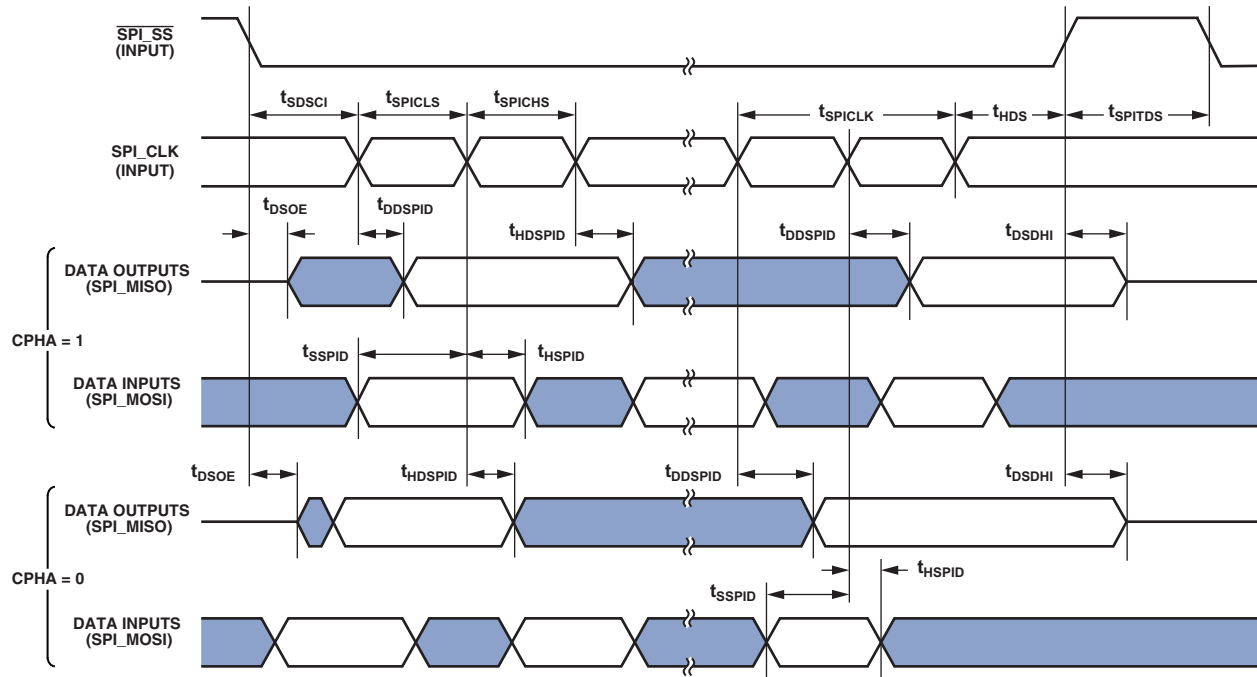 SPI_SS
(INPUT)
tSDSCI tSPICLS tSPICHS tSPICLK tHDS tSPITDS
SPI_CLK
(INPUT)
tDSOE tDDSPID tHDSPID tDDSPID tDSDHI
DATA OUTPUTS
(SPI_MISO)
CPHA = 1
tSSPID tHSPID
DATA INPUTS
(SPI_MOSI)
tDSOE tHDSPID tDDSPID tDSDHI
DATA OUTPUTS
(SPI_MISO)
CPHA = 0
tHSPID
tSSPID
DATA INPUTS
(SPI_MOSI)